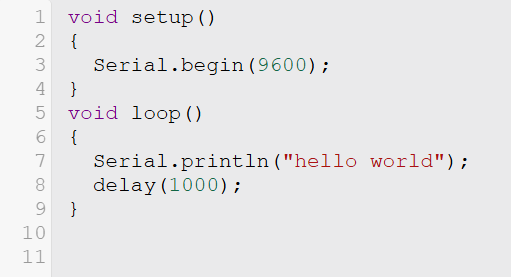 1 void setup()
2 {
3   Serial.begin(9600);
4 }
5 void loop()
6 {
7   Serial.println("hello world");
8   delay(1000);
9 }
10
11